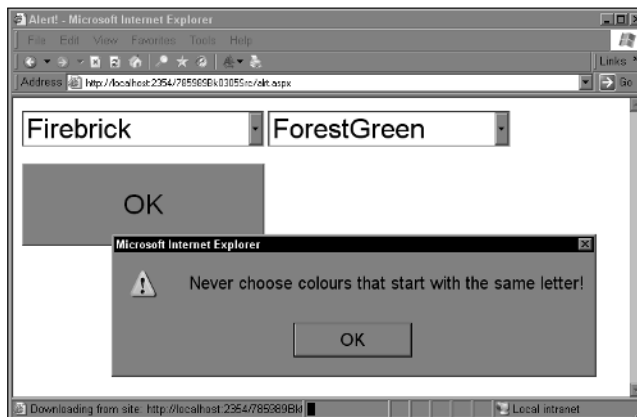 Alert! - Microsoft Internet Explorer
File Edit View Favorites Tools Help
Links »
Address http://localhost:2354/785989Bk0305Src/alrt.aspx Go
Firebrick ForestGreen
OK
Microsoft Internet Explorer
Never choose colours that start with the same letter!
OK
Downloading from site: http://localhost:2354/785989Bk Local intranet